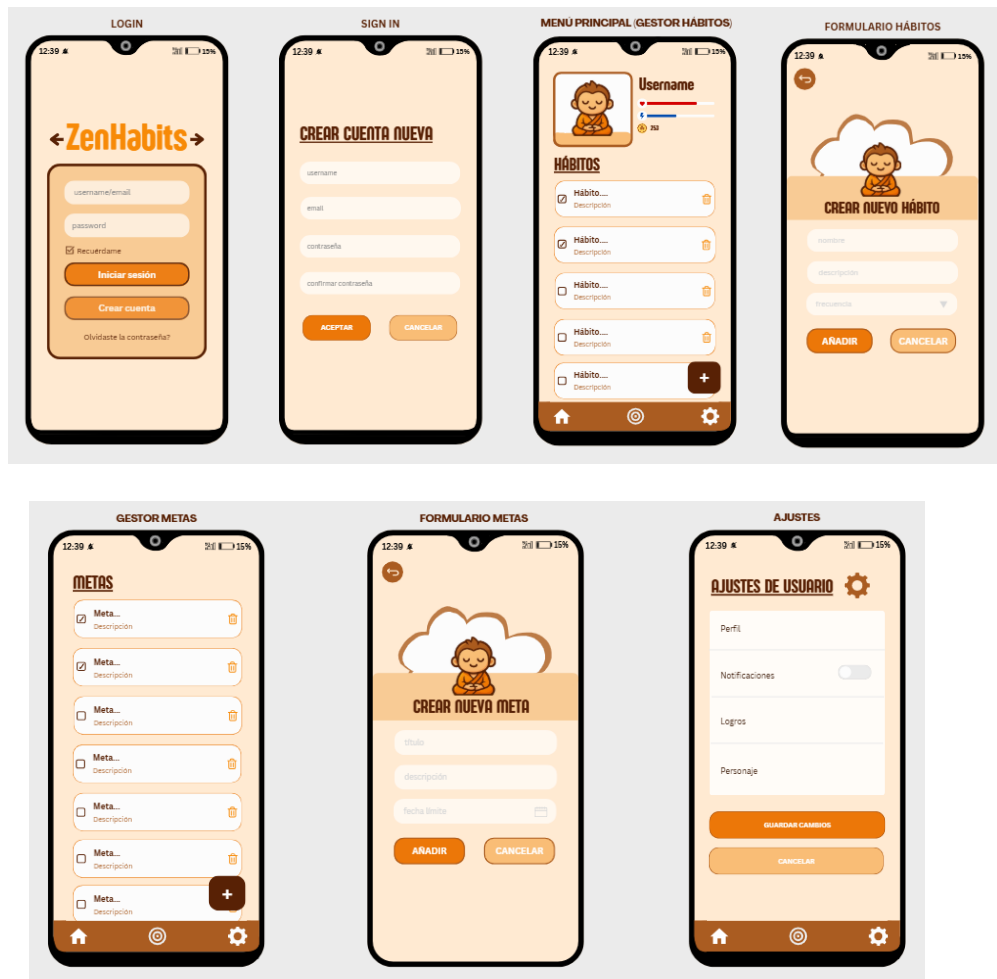 LOGIN
12:39
15%
ZenHabits
username/email
password
Recuérdame
Iniciar sesión
Crear cuenta
Olvidaste la contraseña?
SIGN IN
12:39
15%
CREAR CUENTA NUEVA
username
email
contraseña
confirmar contraseña
ACEPTAR CANCELAR
MENÚ PRINCIPAL (GESTOR HÁBITOS)
12:39
15%
Username
253
HÁBITOS
Hábito....
Descripción
Hábito....
Descripción
Hábito....
Descripción
Hábito....
Descripción
Hábito....
Descripción
+
FORMULARIO HÁBITOS
12:39
15%
CREAR NUEVO HÁBITO
nombre
descripción
frecuencia
AÑADIR CANCELAR
GESTOR METAS
12:39
15%
METAS
Meta...
Descripción
Meta...
Descripción
Meta...
Descripción
Meta...
Descripción
Meta...
Descripción
Meta...
Descripción
Meta...
Descripción
+
FORMULARIO METAS
12:39
15%
CREAR NUEVA META
título
descripción
fecha límite
AÑADIR CANCELAR
AJUSTES
12:39
15%
AJUSTES DE USUARIO
Perfil
Notificaciones
Logros
Personaje
GUARDAR CAMBIOS
CANCELAR